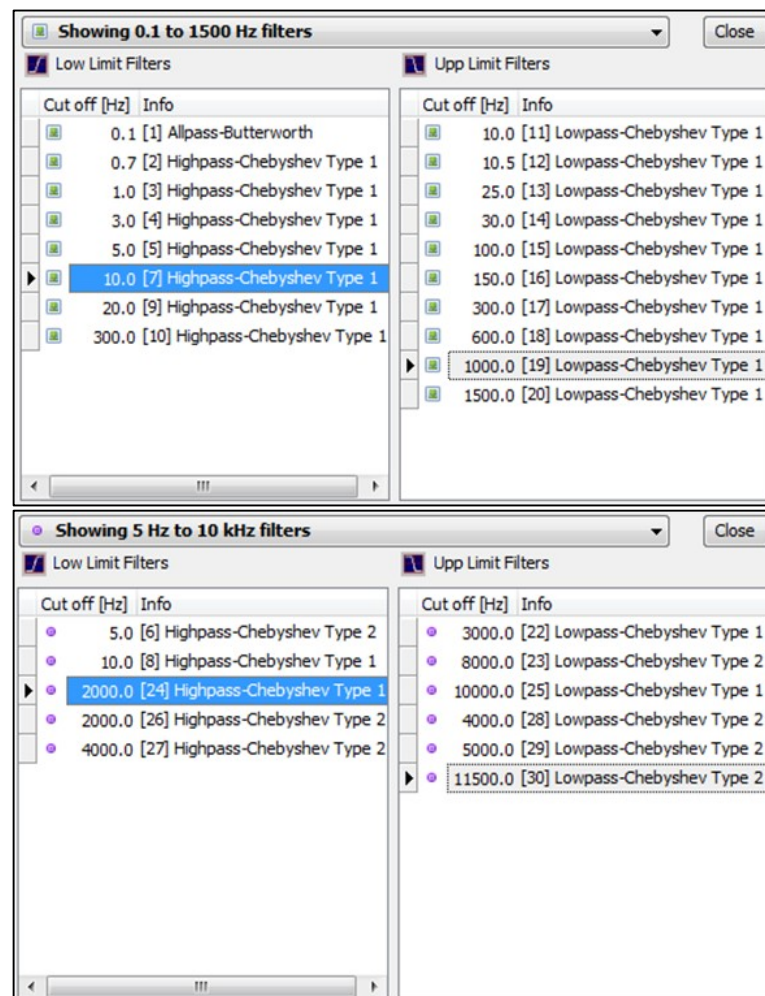 Showing 0.1 to 1500 Hz filters
Close
Low Limit Filters
Upp Limit Filters
Cut off [Hz] Info
0.1 [1] Allpass-Butterworth
0.7 [2] Highpass-Chebyshev Type 1
1.0 [3] Highpass-Chebyshev Type 1
3.0 [4] Highpass-Chebyshev Type 1
5.0 [5] Highpass-Chebyshev Type 1
10.0 [7] Highpass-Chebyshev Type 1
20.0 [9] Highpass-Chebyshev Type 1
300.0 [10] Highpass-Chebyshev Type 1
Cut off [Hz] Info
10.0 [11] Lowpass-Chebyshev Type 1
10.5 [12] Lowpass-Chebyshev Type 1
25.0 [13] Lowpass-Chebyshev Type 1
30.0 [14] Lowpass-Chebyshev Type 1
100.0 [15] Lowpass-Chebyshev Type 1
150.0 [16] Lowpass-Chebyshev Type 1
300.0 [17] Lowpass-Chebyshev Type 1
600.0 [18] Lowpass-Chebyshev Type 1
1000.0 [19] Lowpass-Chebyshev Type 1
1500.0 [20] Lowpass-Chebyshev Type 1
Showing 5 Hz to 10 kHz filters
Close
Low Limit Filters
Upp Limit Filters
Cut off [Hz] Info
5.0 [6] Highpass-Chebyshev Type 2
10.0 [8] Highpass-Chebyshev Type 1
2000.0 [24] Highpass-Chebyshev Type 1
2000.0 [26] Highpass-Chebyshev Type 2
4000.0 [27] Highpass-Chebyshev Type 2
Cut off [Hz] Info
3000.0 [22] Lowpass-Chebyshev Type 1
8000.0 [23] Lowpass-Chebyshev Type 2
10000.0 [25] Lowpass-Chebyshev Type 1
4000.0 [28] Lowpass-Chebyshev Type 2
5000.0 [29] Lowpass-Chebyshev Type 2
11500.0 [30] Lowpass-Chebyshev Type 2